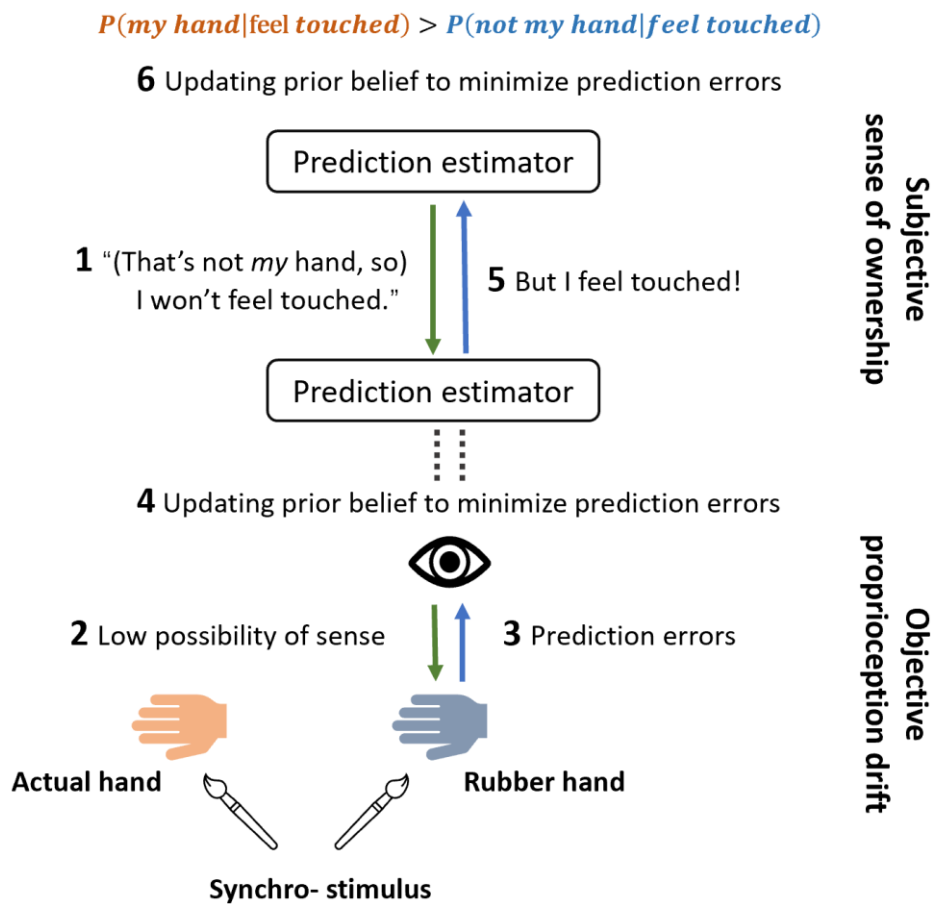 P(my hand|feel touched) > P(not my hand|feel touched)
6 Updating prior belief to minimize prediction errors
Prediction estimator
1 “(That’s not my hand, so)
I won’t feel touched.”
5 But I feel touched!
Prediction estimator
Subjective
sense of ownership
4 Updating prior belief to minimize prediction errors
2 Low possibility of sense
3 Prediction errors
Actual hand
Rubber hand
Synchro- stimulus
Objective
proprioception drift